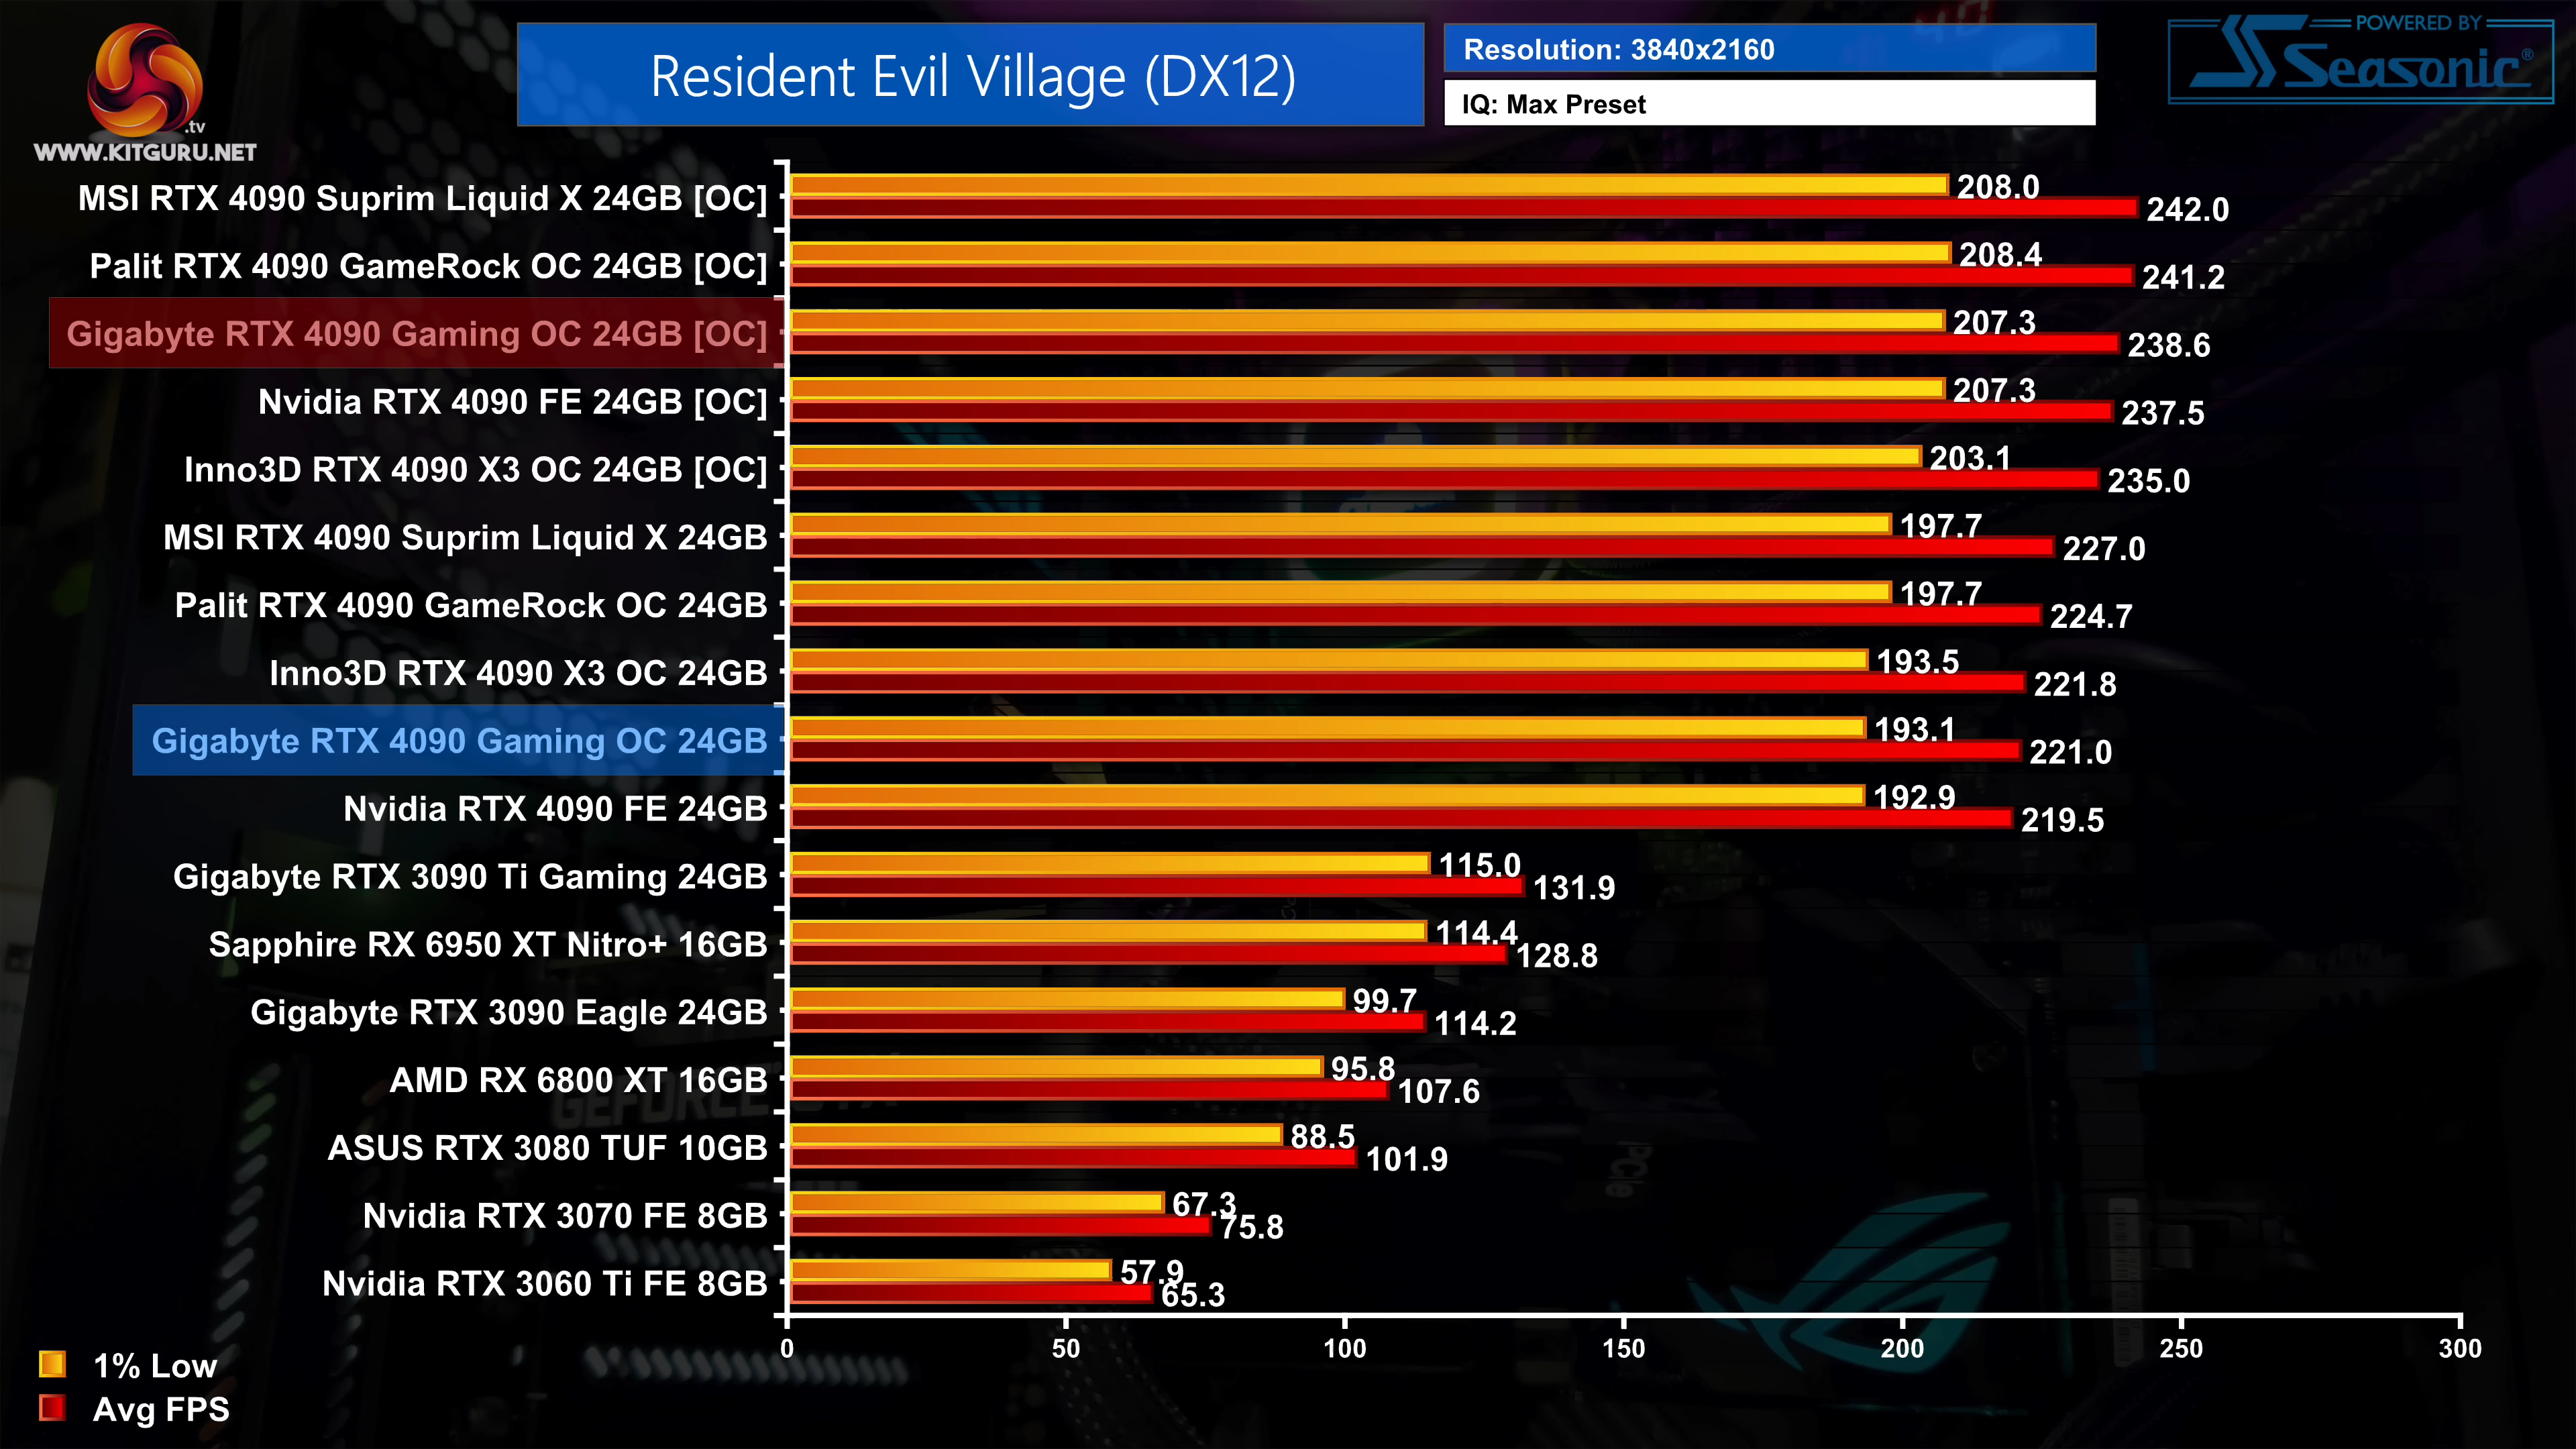 .tv
WWW.KITGURU.NET
Resident Evil Village (DX12)
Resolution: 3840x2160
IQ: Max Preset
POWERED BY
Seasonic®
MSI RTX 4090 Suprim Liquid X 24GB [OC]
208.0
242.0
Palit RTX 4090 GameRock OC 24GB [OC]
208.4
241.2
Gigabyte RTX 4090 Gaming OC 24GB [OC]
207.3
238.6
Nvidia RTX 4090 FE 24GB [OC]
207.3
237.5
Inno3D RTX 4090 X3 OC 24GB [OC]
203.1
235.0
MSI RTX 4090 Suprim Liquid X 24GB
197.7
227.0
Palit RTX 4090 GameRock OC 24GB
197.7
224.7
Inno3D RTX 4090 X3 OC 24GB
193.5
221.8
Gigabyte RTX 4090 Gaming OC 24GB
193.1
221.0
Nvidia RTX 4090 FE 24GB
192.9
219.5
Gigabyte RTX 3090 Ti Gaming 24GB
115.0
131.9
Sapphire RX 6950 XT Nitro+ 16GB
114.4
128.8
Gigabyte RTX 3090 Eagle 24GB
99.7
114.2
AMD RX 6800 XT 16GB
95.8
107.6
GEFORCE
ASUS RTX 3080 TUF 10GB
88.5
101.9
PCIe
Nvidia RTX 3070 FE 8GB
67.3
75.8
Nvidia RTX 3060 Ti FE 8GB
57.9
65.3
0 50 100 150 200 250 300
1% Low
Avg FPS